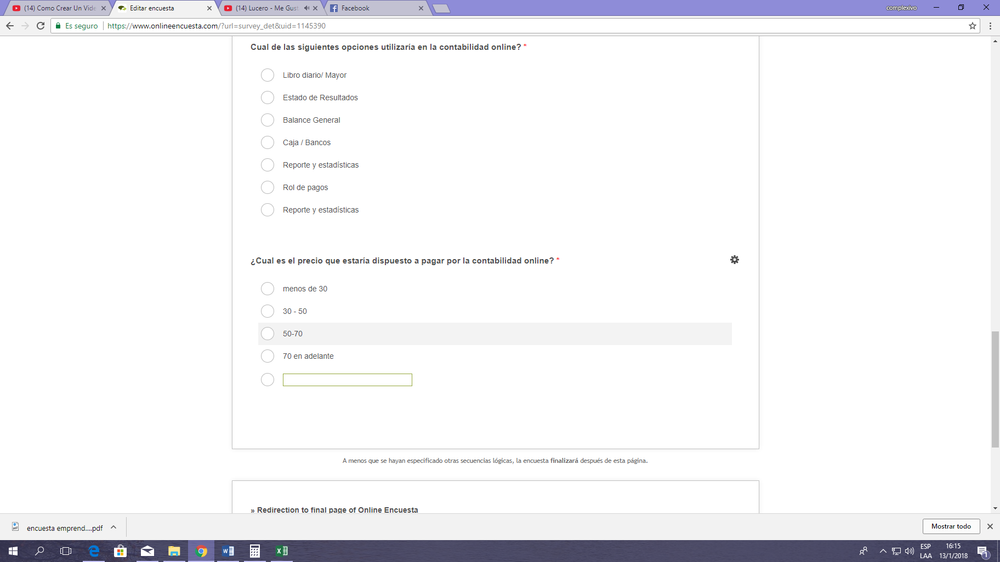 (14) Como Crear Un Vide
Editar encuesta
(14) Lucero - Me Gust
Facebook
complexivo
Es seguro
https://www.onlineencuesta.com/?url=survey_det&uid=1145390
Cual de las siguientes opciones utilizaría en la contabilidad online? *
Libro diario/ Mayor
Estado de Resultados
Balance General
Caja / Bancos
Reporte y estadísticas
Rol de pagos
Reporte y estadísticas
¿Cual es el precio que estaría dispuesto a pagar por la contabilidad online? *
menos de 30
30 - 50
50-70
70 en adelante
A menos que se hayan especificado otras secuencias lógicas, la encuesta finalizará después de esta página.
» Redirection to final page of Online Encuesta
encuesta emprend....pdf
Mostrar todo
ESP
LAA
16:15
13/1/2018
1